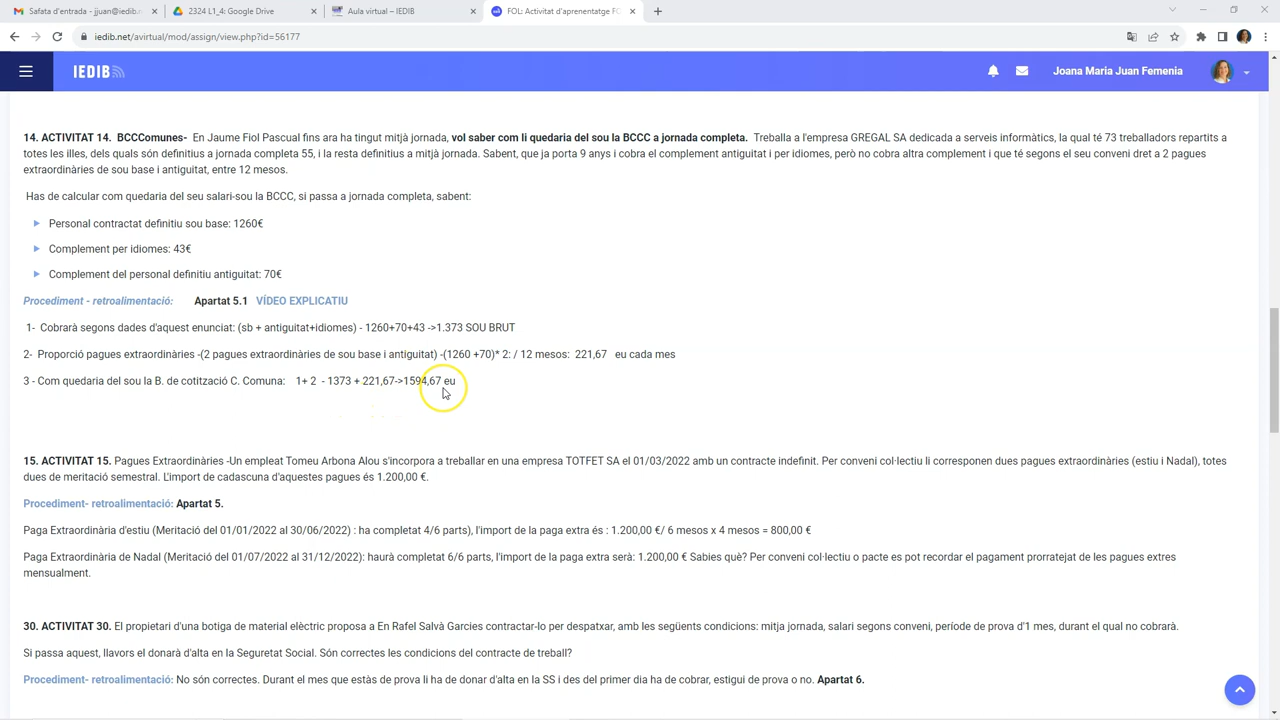 Safata d'entrada - jjuan@iedib.n
2324 L1_4: Google Drive
Aula virtual – IEDIB
FOL: Activitat d'aprenentatge FO
iedib.net/avirtual/mod/assign/view.php?id=56177
IEDIB
Joana Maria Juan Femenia
14. ACTIVITAT 14. BCCComunes- En Jaume Fiol Pascual fins ara ha tingut mitjà jornada, vol saber com li quedaria del sou la BCCC a jornada completa. Treballa a l'empresa GREGAL SA dedicada a serveis informàtics, la qual té 73 treballadors repartits a
totes les illes, dels quals són definitius a jornada completa 55, i la resta definitius a mitjà jornada. Sabent, que ja porta 9 anys i cobra el complement antiguitat i per idiomes, però no cobra altra complement i que té segons el seu conveni dret a 2 pagues
extraordinàries de sou base i antiguitat, entre 12 mesos.
Has de calcular com quedaria del seu salari-sou la BCCC, si passa a jornada completa, sabent:
Personal contractat definitiu sou base: 1260€
Complement per idiomes: 43€
Complement del personal definitiu antiguitat: 70€
Procediment - retroalimentació: Apartat 5.1 VÍDEO EXPLICATIU
1- Cobrarà segons dades d'aquest enunciat: (sb + antiguitat+idiomes) - 1260+70+43 ->1.373 SOU BRUT
2- Proporció pagues extraordinàries -(2 pagues extraordinàries de sou base i antiguitat) -(1260 +70)* 2: / 12 mesos: 221,67 eu cada mes
3 - Com quedaria del sou la B. de cotització C. Comuna: 1+ 2 - 1373 + 221,67->1594,67 eu
15. ACTIVITAT 15. Pagues Extraordinàries -Un empleat Tomeu Arbona Alou s'incorpora a treballar en una empresa TOTFET SA el 01/03/2022 amb un contracte indefinit. Per conveni col·lectiu li corresponen dues pagues extraordinàries (estiu i Nadal), totes
dues de meritació semestral. L'import de cadascuna d'aquestes pagues és 1.200,00 €.
Procediment- retroalimentació: Apartat 5.
Paga Extraordinària d'estiu (Meritació del 01/01/2022 al 30/06/2022) : ha completat 4/6 parts), l'import de la paga extra és : 1.200,00 €/ 6 mesos x 4 mesos = 800,00 €
Paga Extraordinària de Nadal (Meritació del 01/07/2022 al 31/12/2022): haurà completat 6/6 parts, l'import de la paga extra serà: 1.200,00 € Sabies què? Per conveni col·lectiu o pacte es pot recordar el pagament prorratejat de les pagues extres
mensualment.
30. ACTIVITAT 30. El propietari d'una botiga de material elèctric proposa a En Rafel Salvà Garcies contractar-lo per despatxar, amb les següents condicions: mitja jornada, salari segons conveni, període de prova d'1 mes, durant el qual no cobrarà.
Si passa aquest, llavors el donarà d'alta en la Seguretat Social. Són correctes les condicions del contracte de treball?
Procediment- retroalimentació: No són correctes. Durant el mes que estàs de prova li ha de donar d'alta en la SS i des del primer dia ha de cobrar, estigui de prova o no. Apartat 6.